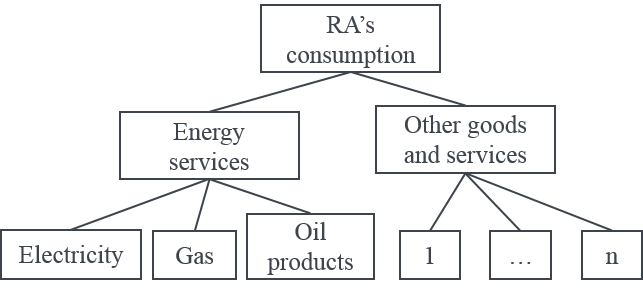 RA’s
consumption
Energy
services
Other goods
and services
Electricity
Gas
Oil
products
1
…
n